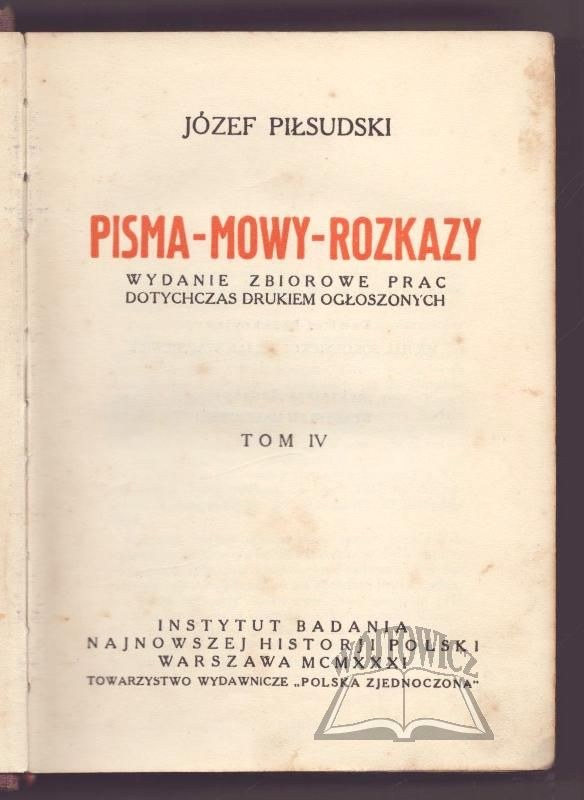 JÓZEF PIŁSUDSKI
PISMA-MOWY-ROZKAZY
WYDANIE ZBIOROWE PRAC
DOTYCHCZAS DRUKIEM OGŁOSZONYCH
TOM IV
INSTYTUT BADANIA
NAJNOWSZEJ HISTORJI POLSKI
WARSZAWA MCMXXXI
TOWARZYSTWO WYDAWNICZE „POLSKA ZJEDNOCZONA"
WÓJTOWICZ